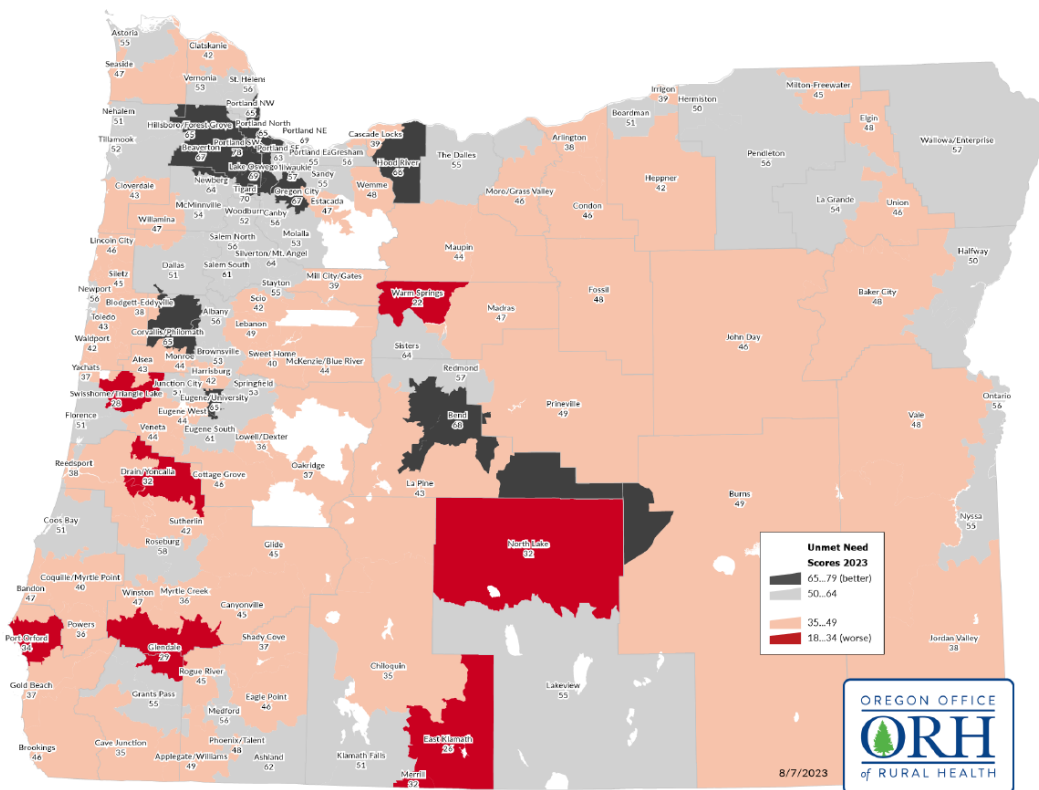 Astoria
55
Clatskanie
42
Seaside
47
Vernonia
53
St. Helens
56
Portland NW
65
Nehalem
51
Hillsboro/Forest Grove
65
Portland North
65
Portland NE
69
Tillamook
52
Beaverton
67
Portland SW
78
63
Portland Ea
55
Gresham
56
Cascade Locks
39
Hood River
66
The Dalles
55
Lake Oswego
69
57
Sandy
55
Wemme
48
Newberg
64
Tigard
70
Oregon City
67
Estacada
47
Cloverdale
43
McMinnville
54
Woodburn
52
Canby
56
Willamina
47
Molalla
53
Lincoln City
46
Salem North
56
Silverton/Mt. Angel
64
Dallas
51
Salem South
61
Siletz
45
Stayton
55
Mill City/Gates
39
Newport
56
Blodgett-Eddyville
38
Albany
56
Scio
42
Toledo
43
Corvallis/Philomath
65
Lebanon
49
Waldport
42
Alsea
43
Monroe
44
Brownsville
53
Sweet Home
40
McKenzie/Blue River
44
Yachats
37
Harrisburg
42
Junction City
Springfield
53
Swisshome/Triangle Lake
28
Eugene/University
65
Florence
51
Eugene West
44
Veneta
44
Eugene South
61
Lowell/Dexter
36
Reedsport
38
Drain/Yoncalla
32
Cottage Grove
46
Oakridge
37
Irrigon
39
Boardman
51
Hermiston
50
Milton-Freewater
45
Arlington
38
Elgin
48
Wallowa/Enterprise
57
Pendleton
56
Heppner
42
Moro/Grass Valley
46
Condon
46
La Grande
54
Union
46
Maupin
44
Halfway
50
Fossil
48
Baker City
48
Warm Springs
22
Madras
47
John Day
46
Sisters
64
Redmond
57
Prineville
49
Bend
68
Vale
48
Ontario
56
La Pine
43
Burns
49
Nyssa
55
Coos Bay
51
Sutherlin
42
Roseburg
58
Glide
45
North Lake
32
Coquille/Myrtle Point
40
Bandon
47
Winston
47
Myrtle Creek
36
Canyonville
45
Port Orford
34
Powers
36
Glendale
29
Shady Cove
37
Jordan Valley
38
Rogue River
45
Chiloquin
35
Lakeview
55
Gold Beach
37
Grants Pass
55
Eagle Point
46
Medford
56
Brookings
46
Cave Junction
35
Phoenix/Talent
48
Applegate/Williams
49
Ashland
62
Klamath Falls
51
East Klamath
26
Merrill
32
Unmet Need
Scores 2023
65...79 (better)
50...64
35...49
18...34 (worse)
8/7/2023
OREGON OFFICE
ORH
of RURAL HEALTH